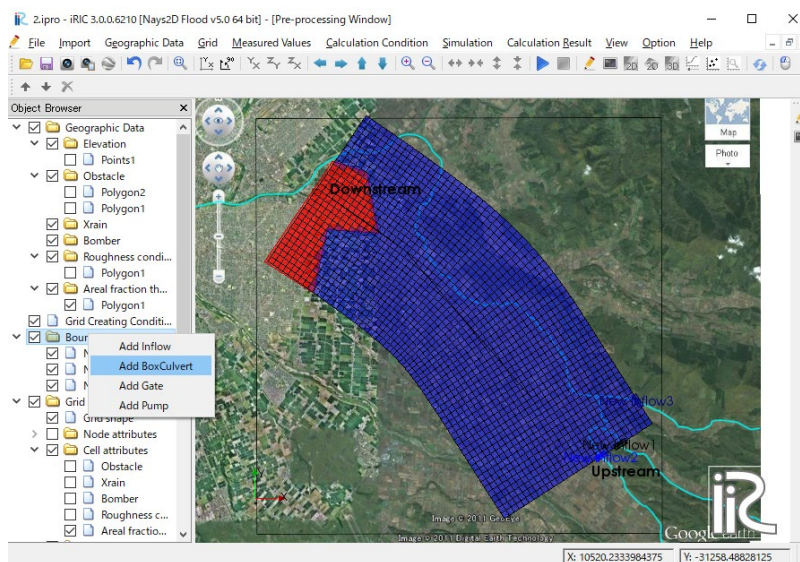 2.ipro - iRIC 3.0.0.6210 [Nays2D Flood v5.0 64 bit] - [Pre-processing Window]
File Import Geographic Data Grid Measured Values Calculation Condition Simulation Calculation Result View Option Help
Object Browser
Geographic Data
Elevation
Points1
Obstacle
Polygon2
Polygon1
Xrain
Bomber
Roughness condi...
Polygon1
Areal fraction th...
Polygon1
Grid Creating Conditi...
Boun
Add Inflow
Add BoxCulvert
Add Gate
Add Pump
Grid
Grid shape
Node attributes
Cell attributes
Obstacle
Xrain
Bomber
Roughness c...
Areal fractio...
Map
Photo
Downstream
New Inflow3
New Inflow1
New Inflow2
Upstream
Image © 2011 GeoEye
Image © 2011 Digital Earth Technology
Google earth
iRiC
X: 10520.2333984375 Y: -31258.48828125